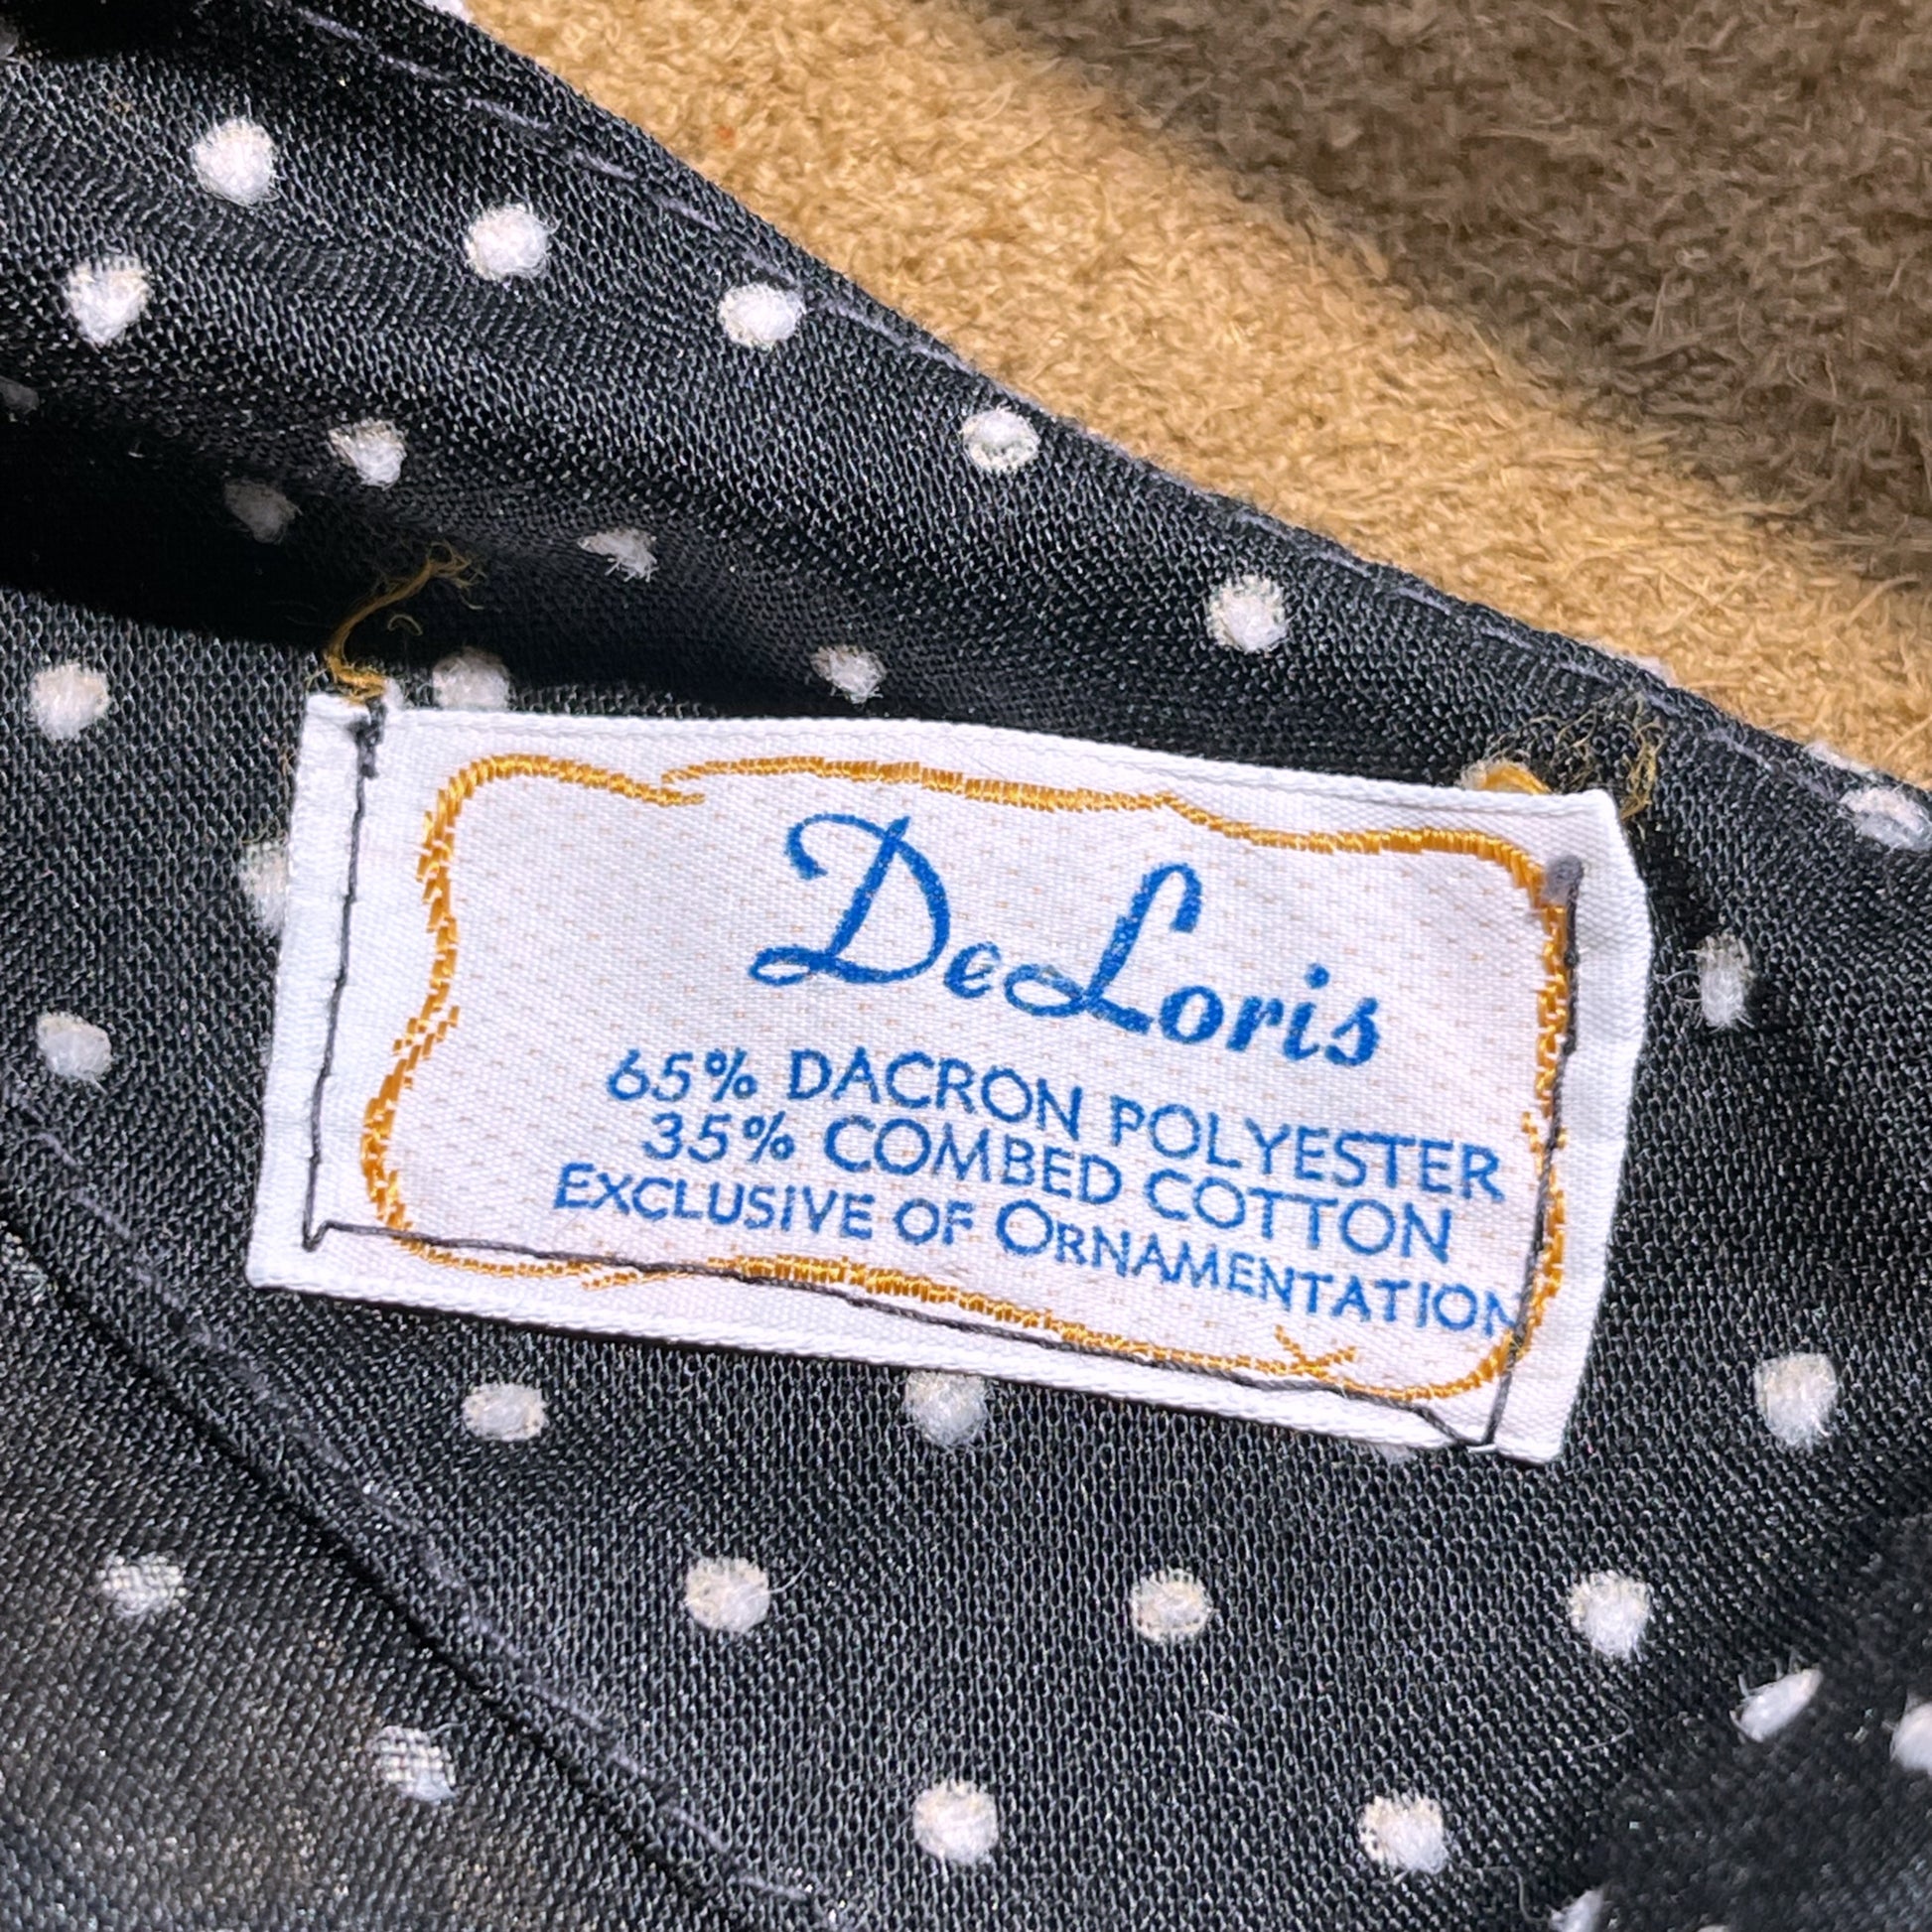 DeLoris
65% DACRON POLYESTER
35% COMBED COTTON
EXCLUSIVE OF ORNAMENTATION